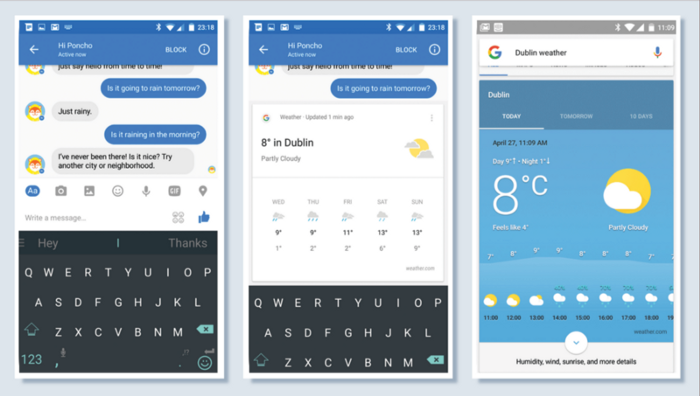 23:18
Hi Poncho
Active now
BLOCK
just say hello from time to time!
Is it going to rain tomorrow?
Just rainy.
Is it raining in the morning?
I've never been there! Is it nice? Try
another city or neighborhood.
Aa
GIF
Write a message...
Hey
I
Thanks
Q W E R T Y U I O P
A S D F G H J K L
Z X C V B N M
123
,
23:18
Hi Poncho
Active now
BLOCK
just say hello from time to time!
Is it going to rain tomorrow?
G
Weather · Updated 1 min ago
8° in Dublin
Partly Cloudy
WED THU FRI SAT SUN
9° 9° 11° 13° 13°
1° 2° 2° 6° 9°
weather.com
Q W E R T Y U I O P
A S D F G H J K L
Z X C V B N M
11:09
G
Dublin weather
Dublin
TODAY TOMORROW 10 DAYS
April 27, 11:09 AM
Day 9°↑ · Night 1°↓
8°C
Feels like 4°
Partly Cloudy
7° 8° 9° 9° 8° 8° 8° 8° 7°
11:00 12:00 13:00 14:00 15:00 16:00 17:00 18:00 19:00
weather.com
Humidity, wind, sunrise, and more details